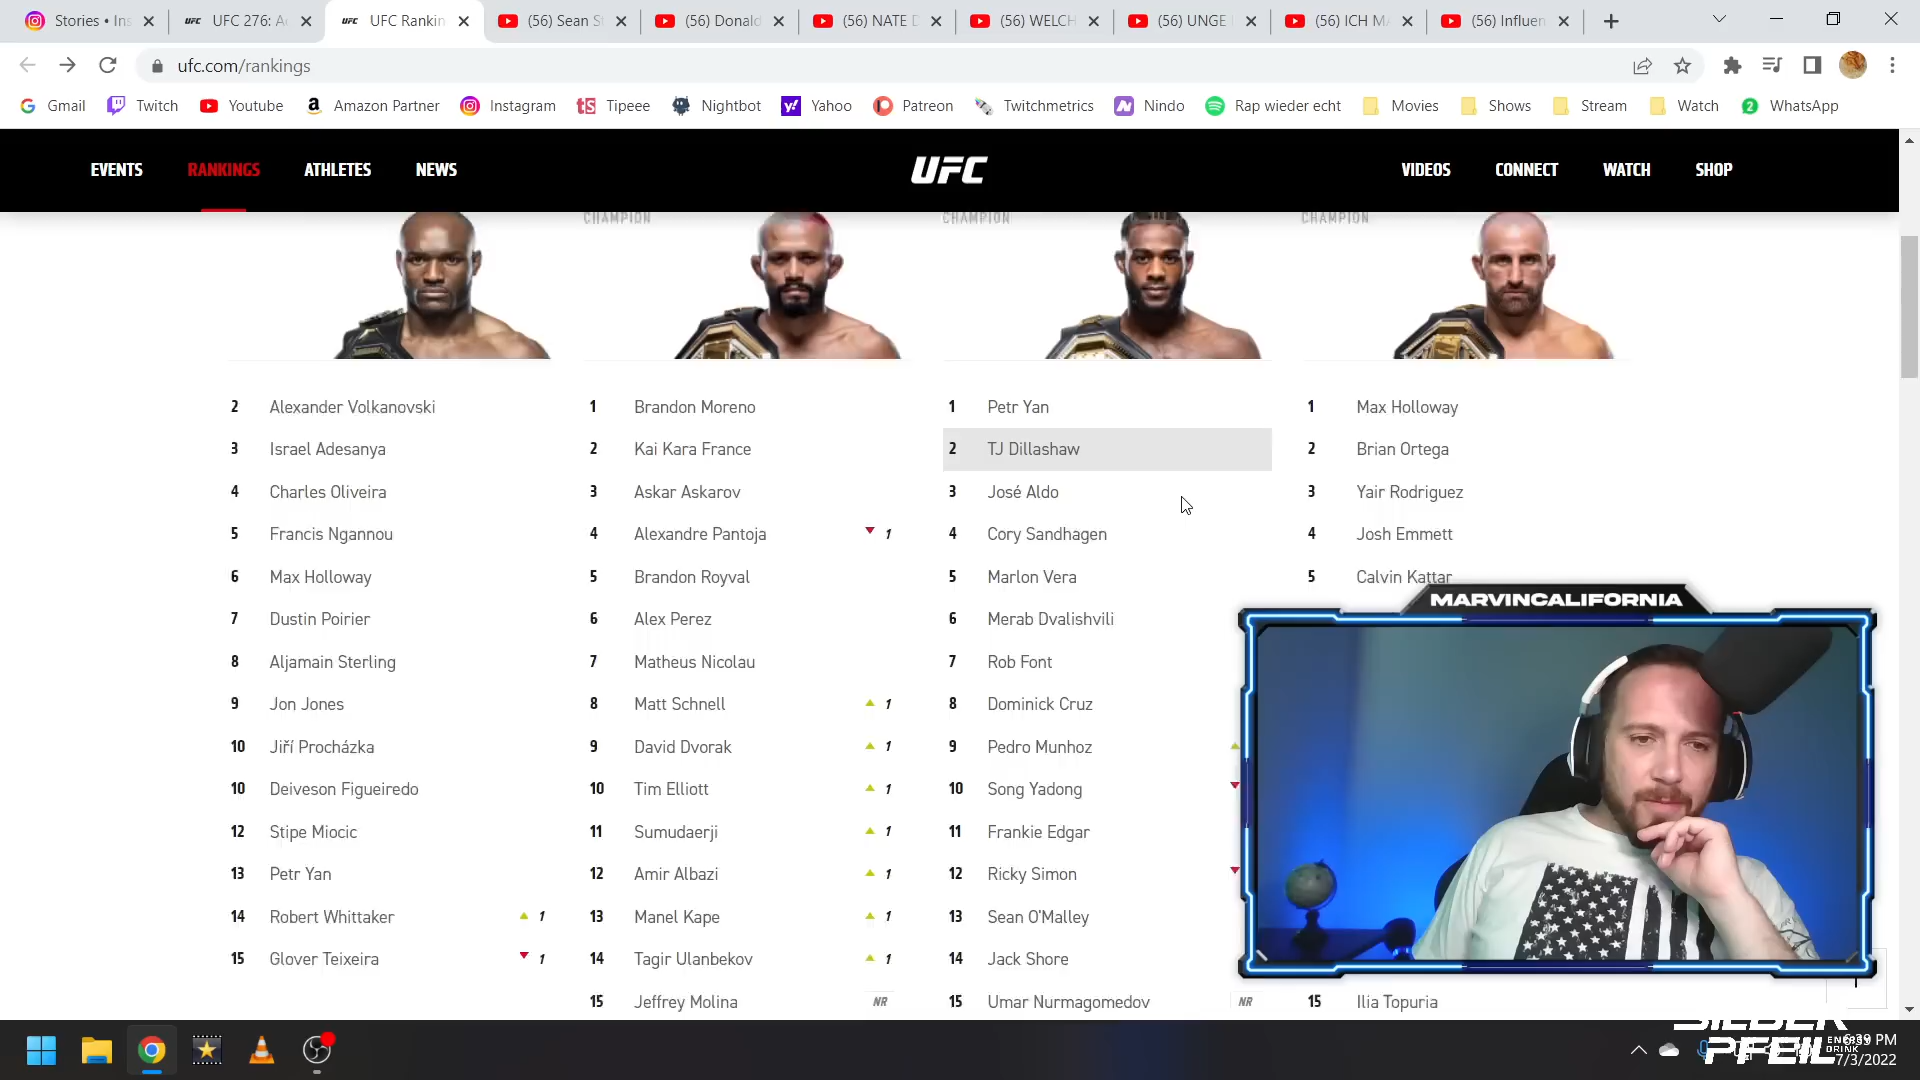 Stories • Ins
UFC 276: Ad
UFC Rankin
(56) Sean S
(56) Donald
(56) NATE D
(56) WELCH
(56) UNGE
(56) ICH MA
(56) Influen
ufc.com/rankings
Gmail
Twitch
Youtube
Amazon Partner
Instagram
Tipeee
Nightbot
Yahoo
Patreon
Twitchmetrics
Nindo
Rap wieder echt
Movies
Shows
Stream
Watch
WhatsApp
EVENTS
RANKINGS
ATHLETES
NEWS
UFC
VIDEOS
CONNECT
WATCH
SHOP
CHAMPION
CHAMPION
CHAMPION
2 Alexander Volkanovski
3 Israel Adesanya
4 Charles Oliveira
5 Francis Ngannou
6 Max Holloway
7 Dustin Poirier
8 Aljamain Sterling
9 Jon Jones
10 Jiří Procházka
10 Deiveson Figueiredo
12 Stipe Miocic
13 Petr Yan
14 Robert Whittaker 1
15 Glover Teixeira 1
1 Brandon Moreno
2 Kai Kara France
3 Askar Askarov
4 Alexandre Pantoja 1
5 Brandon Royval
6 Alex Perez
7 Matheus Nicolau
8 Matt Schnell 1
9 David Dvorak 1
10 Tim Elliott 1
11 Sumudaerji 1
12 Amir Albazi 1
13 Manel Kape 1
14 Tagir Ulanbekov 1
15 Jeffrey Molina NR
1 Petr Yan
2 TJ Dillashaw
3 José Aldo
4 Cory Sandhagen
5 Marlon Vera
6 Merab Dvalishvili
7 Rob Font
8 Dominick Cruz
9 Pedro Munhoz
10 Song Yadong
11 Frankie Edgar
12 Ricky Simon
13 Sean O'Malley
14 Jack Shore
15 Umar Nurmagomedov NR
1 Max Holloway
2 Brian Ortega
3 Yair Rodriguez
4 Josh Emmett
5 Calvin Kattar
15 Ilia Topuria
MARVINCALIFORNIA
SILBER
PFEIL
ENERGY
DRINK
6:39 PM
7/3/2022